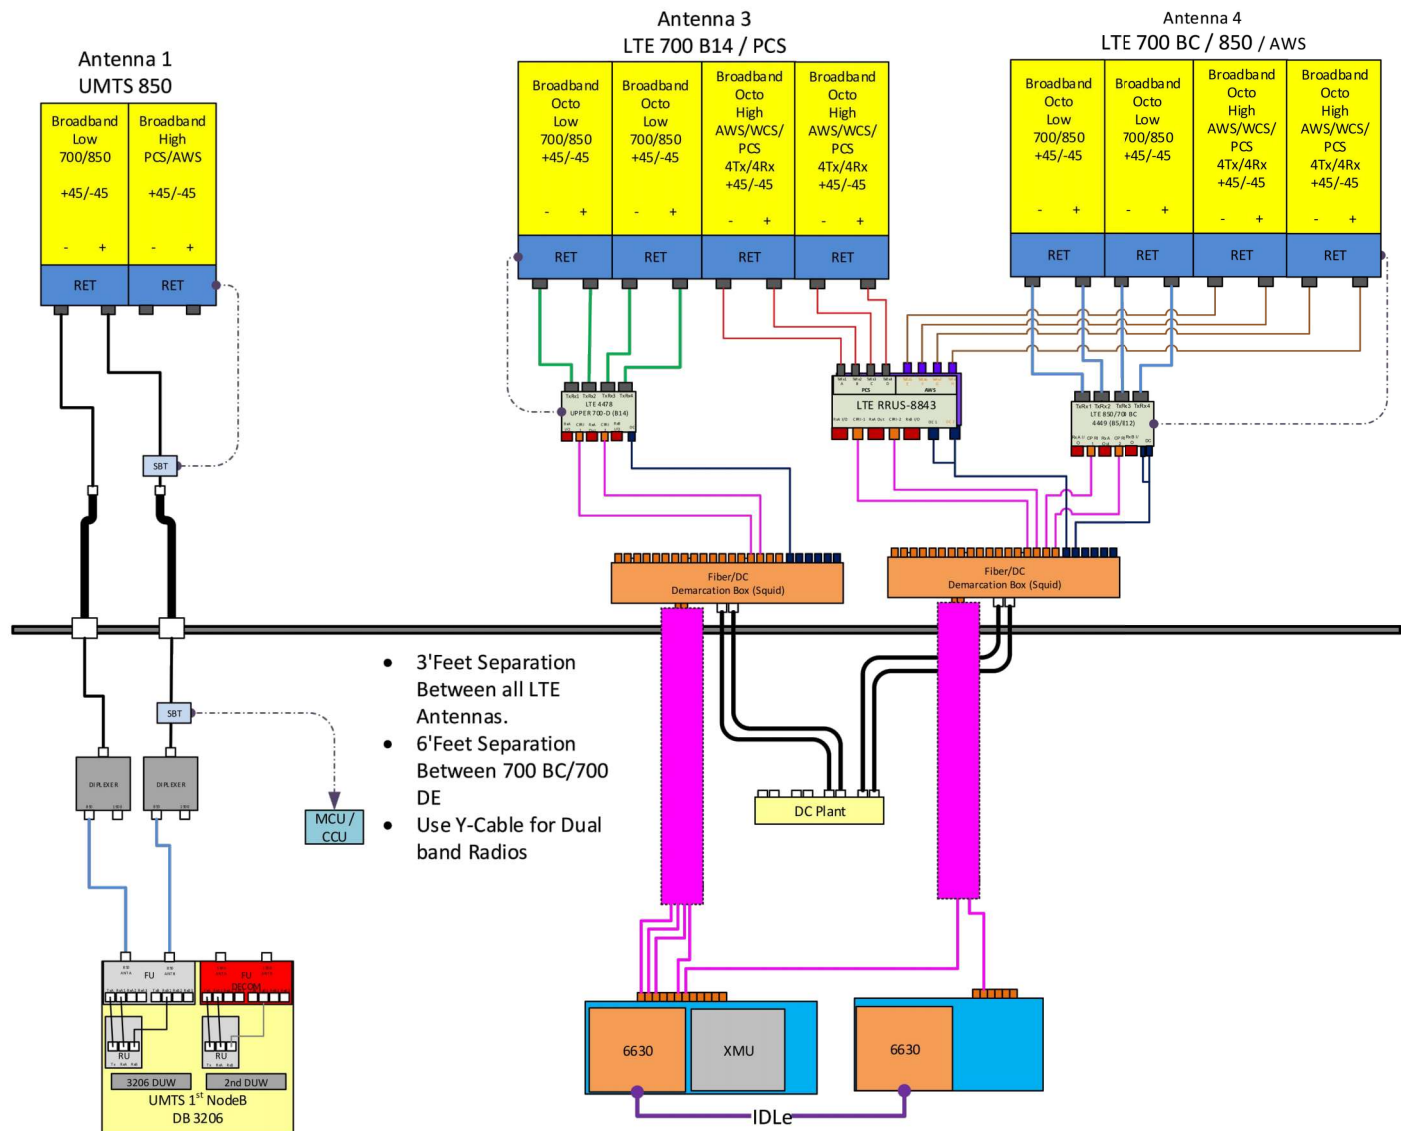 Antenna 1
UMTS 850
Antenna 3
LTE 700 B14 / PCS
Antenna 4
LTE 700 BC / 850 / AWS
Broadband
Low
700/850
+45/-45
- +
RET
Broadband
High
PCS/AWS
+45/-45
- +
RET
Broadband
Octo
Low
700/850
+45/-45
- +
RET
Broadband
Octo
Low
700/850
+45/-45
- +
RET
Broadband
Octo
High
AWS/WCS/
PCS
4Tx/4Rx
+45/-45
- +
RET
Broadband
Octo
High
AWS/WCS/
PCS
4Tx/4Rx
+45/-45
- +
RET
Broadband
Octo
Low
700/850
+45/-45
- +
RET
Broadband
Octo
Low
700/850
+45/-45
- +
RET
Broadband
Octo
High
AWS/WCS/
PCS
4Tx/4Rx
+45/-45
- +
RET
Broadband
Octo
High
AWS/WCS/
PCS
4Tx/4Rx
+45/-45
- +
RET
TxRx1 TxRx2 TxRx3 TxRx4
LTE 4478
UPPER 700-D (B14)
PCS AWS
LTE RRUS-8843
TxRx1 TxRx2 TxRx3 TxRx4
LTE 850/700 BC
4449 (B5/B12)
SBT
Fiber/DC
Demarcation Box (Squid)
Fiber/DC
Demarcation Box (Squid)
• 3'Feet Separation
Between all LTE
Antennas.
• 6'Feet Separation
Between 700 BC/700
DE
• Use Y-Cable for Dual
band Radios
SBT
DIPLEXER
DIPLEXER
MCU /
CCU
DC Plant
FU
FU
DECOM
RU
RU
3206 DUW
2nd DUW
UMTS 1st NodeB
DB 3206
6630
XMU
6630
IDLe